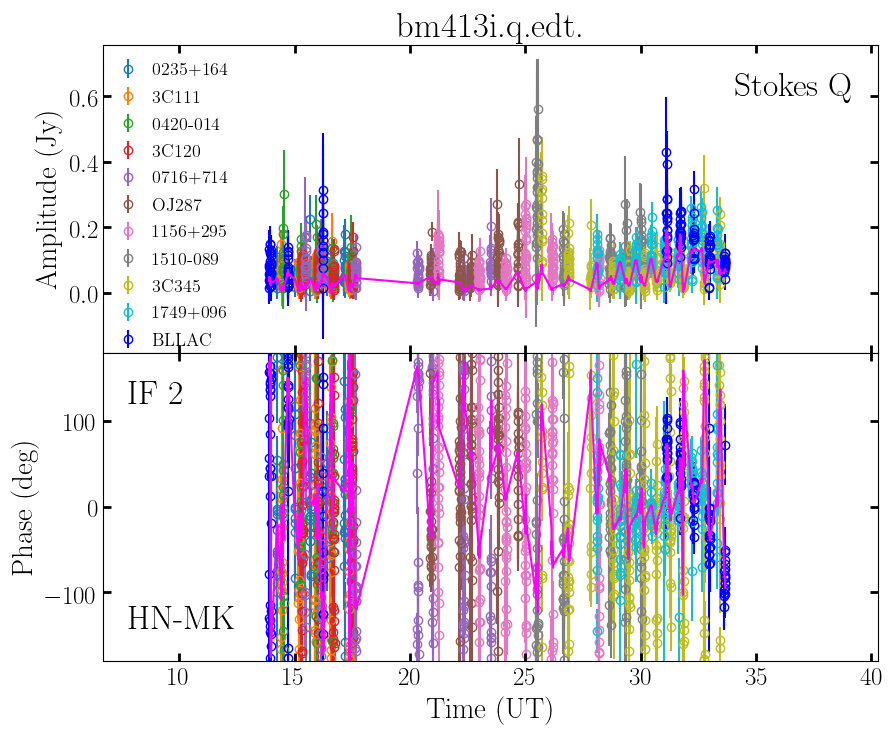 bm413i.q.edt.
Stokes Q
Amplitude (Jy)
0.6
0.4
0.2
0.0
0235+164
3C111
0420-014
3C120
0716+714
OJ287
1156+295
1510-089
3C345
1749+096
BLLAC
IF 2
HN-MK
Phase (deg)
100
0
−100
10
15
20
25
30
35
40
Time (UT)